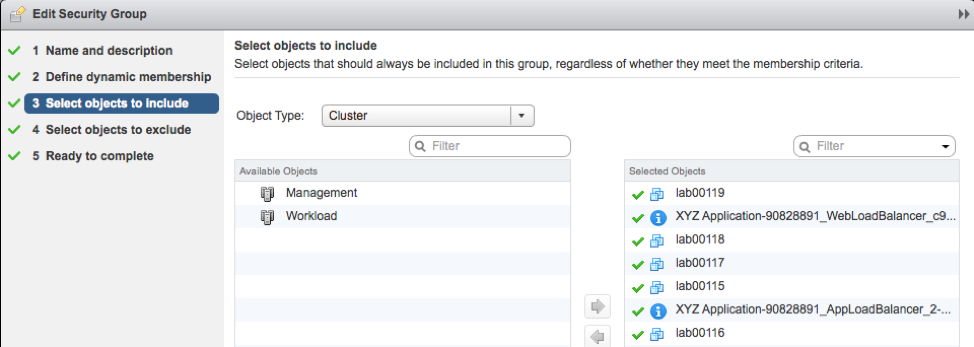 Edit Security Group
1 Name and description
2 Define dynamic membership
3 Select objects to include
4 Select objects to exclude
5 Ready to complete
Select objects to include
Select objects that should always be included in this group, regardless of whether they meet the membership criteria.
Object Type: Cluster
Filter
Available Objects
Management
Workload
Filter
Selected Objects
lab00119
XYZ Application-90828891_WebLoadBalancer_c9...
lab00118
lab00117
lab00115
XYZ Application-90828891_AppLoadBalancer_2-...
lab00116